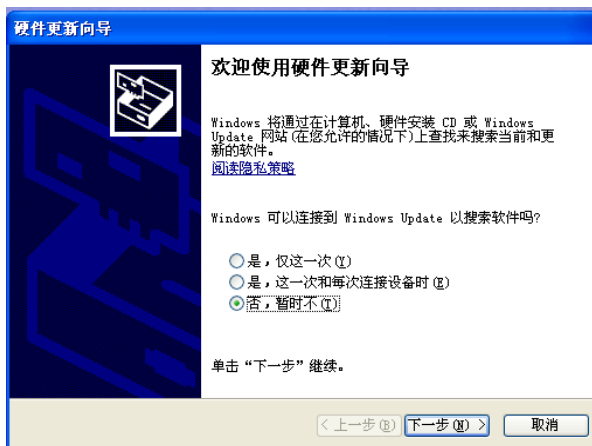 硬件更新向导
欢迎使用硬件更新向导
Windows 将通过在计算机、硬件安装 CD 或 Windows
Update 网站(在您允许的情况下)上查找来搜索当前和更
新的软件。
阅读隐私策略
Windows 可以连接到 Windows Update 以搜索软件吗?
是，仅这一次(Y)
是，这一次和每次连接设备时(E)
否，暂时不(T)
单击“下一步”继续。
< 上一步(B) 下一步(N) > 取消